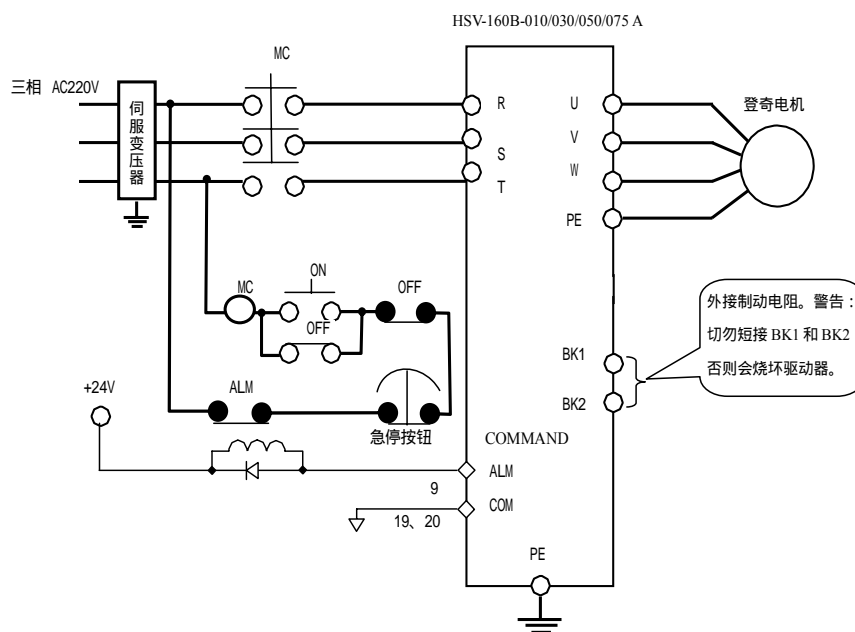 HSV-160B-010/030/050/075 A
MC
三相 AC220V
伺服变压器
R
S
T
U
V
W
PE
登奇电机
MC
ON
OFF
OFF
ALM
急停按钮
+24V
BK1
BK2
外接制动电阻。警告：
切勿短接 BK1 和 BK2
否则会烧坏驱动器。
COMMAND
ALM
9
COM
19、20
PE